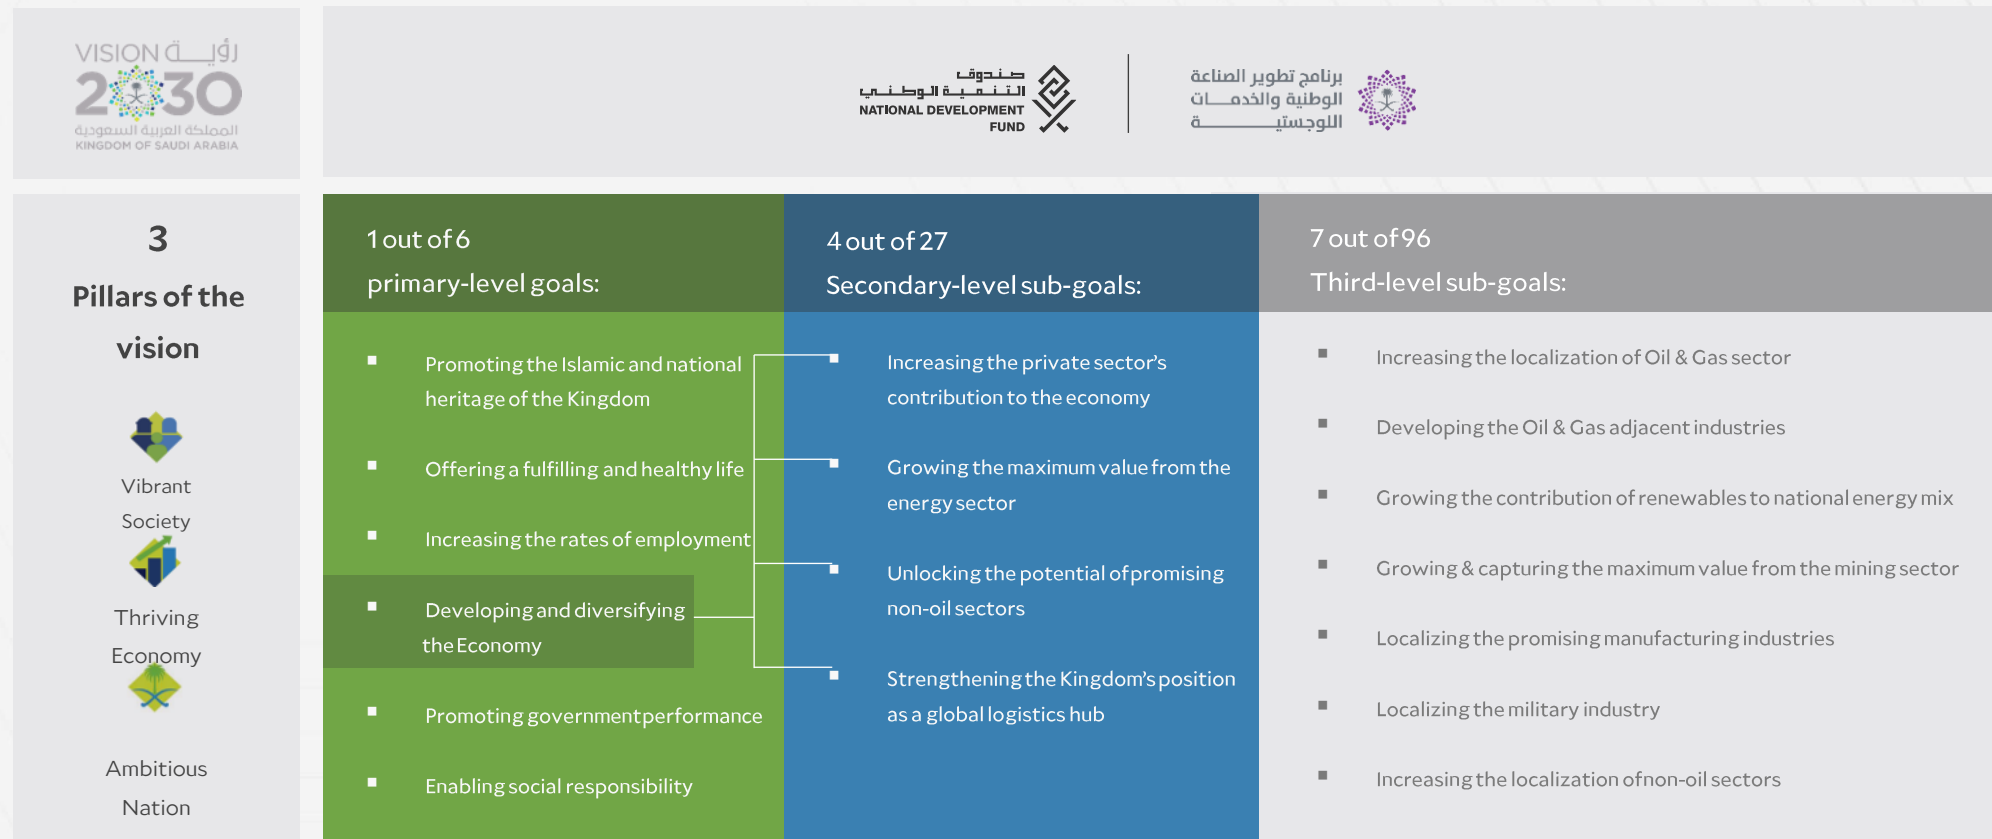 VISION رؤيـــة
2030
المملكة العربية السعودية
KINGDOM OF SAUDI ARABIA
صـنـدوق
الـتـنـمـيـة الـوطـنـي
NATIONAL DEVELOPMENT
FUND
برنامج تطوير الصناعة
الوطنية والخدمـــات
اللوجستيـــــــــة
3
Pillars of the
vision
Vibrant
Society
Thriving
Economy
Ambitious
Nation
1 out of 6
primary-level goals:
▪ Promoting the Islamic and national
heritage of the Kingdom
▪ Offering a fulfilling and healthy life
▪ Increasing the rates of employment
▪ Developing and diversifying
the Economy
▪ Promoting government performance
▪ Enabling social responsibility
4 out of 27
Secondary-level sub-goals:
▪ Increasing the private sector’s
contribution to the economy
▪ Growing the maximum value from the
energy sector
▪ Unlocking the potential of promising
non-oil sectors
▪ Strengthening the Kingdom’s position
as a global logistics hub
7 out of 96
Third-level sub-goals:
▪ Increasing the localization of Oil & Gas sector
▪ Developing the Oil & Gas adjacent industries
▪ Growing the contribution of renewables to national energy mix
▪ Growing & capturing the maximum value from the mining sector
▪ Localizing the promising manufacturing industries
▪ Localizing the military industry
▪ Increasing the localization of non-oil sectors